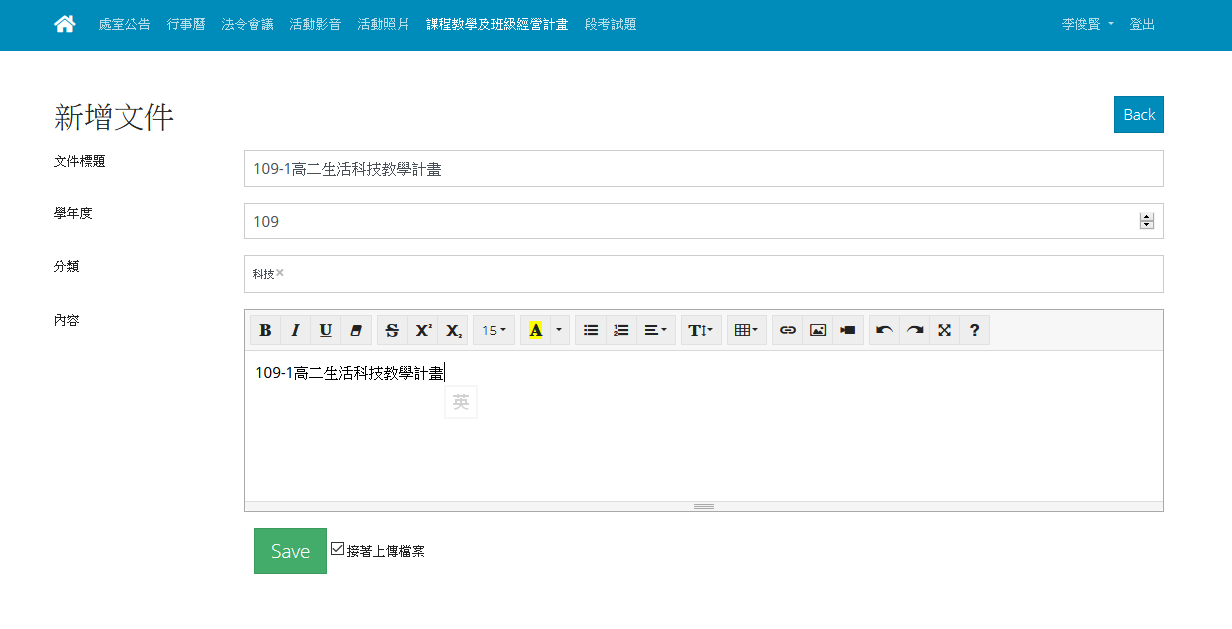 處室公告 行事曆 法令會議 活動影音 活動照片 課程教學及班級經營計畫 段考試題 李俊賢 登出
新增文件 Back
文件標題 109-1高二生活科技教學計畫
學年度 109
分類 科技×
內容 B I U S X² X₂ 15 A T ?
109-1高二生活科技教學計畫
英
Save 接著上傳檔案